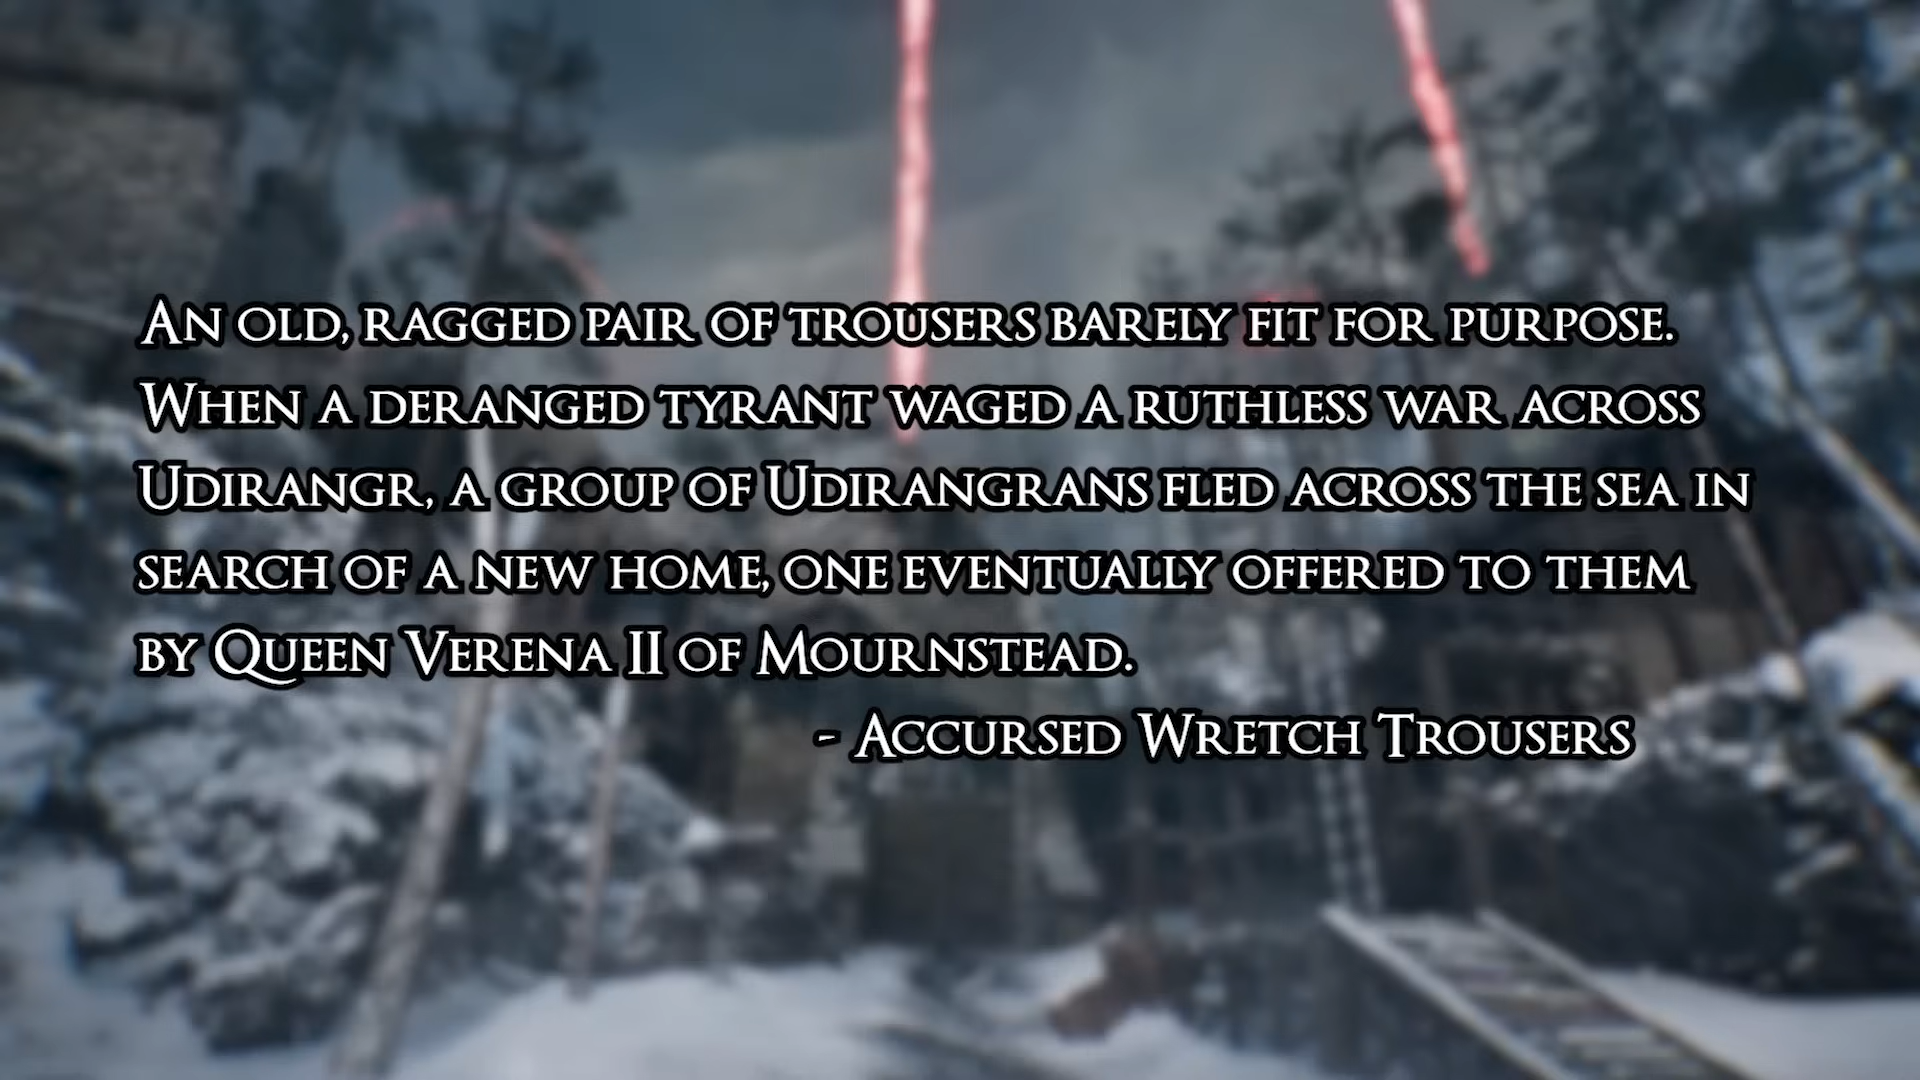 An old, ragged pair of trousers barely fit for purpose.
When a deranged tyrant waged a ruthless war across
Udirangr, a group of Udirangrans fled across the sea in
search of a new home, one eventually offered to them
by Queen Verena II of Mournstead.
- Accursed Wretch Trousers